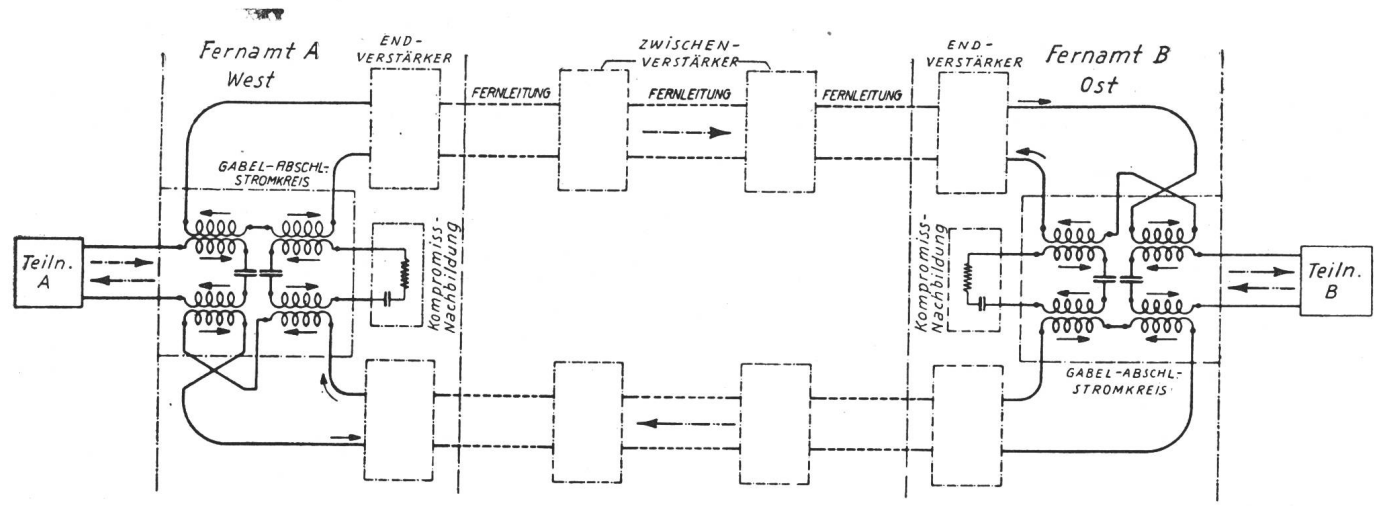 Fernamt A
West
END-
VERSTÄRKER
ZWISCHEN-
VERSTÄRKER
END-
VERSTÄRKER
Fernamt B
Ost
FERNLEITUNG
FERNLEITUNG
FERNLEITUNG
GABEL-ABSCHL-
STROMKREIS
Teiln.
A
Kompromiss-
Nachbildung
Kompromiss-
Nachbildung
Teiln.
B
GABEL-ABSCHL-
STROMKREIS